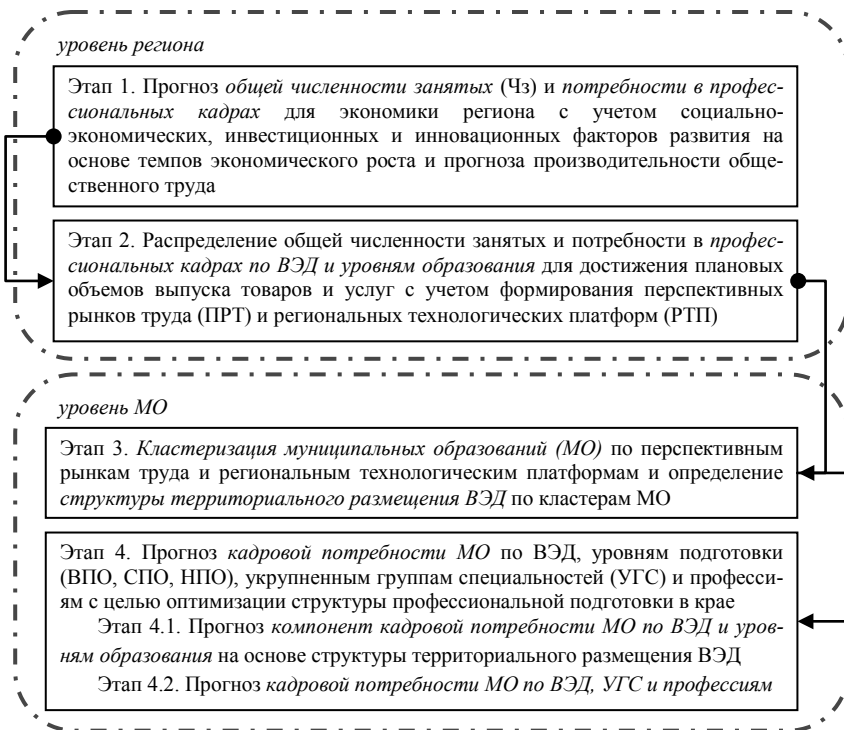 уровень региона
Этап 1. Прогноз общей численности занятых (Чз) и потребности в профес-
сиональных кадрах для экономики региона с учетом социально-
экономических, инвестиционных и инновационных факторов развития на
основе темпов экономического роста и прогноза производительности обще-
ственного труда
Этап 2. Распределение общей численности занятых и потребности в профес-
сиональных кадрах по ВЭД и уровням образования для достижения плановых
объемов выпуска товаров и услуг с учетом формирования перспективных
рынков труда (ПРТ) и региональных технологических платформ (РТП)
уровень МО
Этап 3. Кластеризация муниципальных образований (МО) по перспективным
рынкам труда и региональным технологическим платформам и определение
структуры территориального размещения ВЭД по кластерам МО
Этап 4. Прогноз кадровой потребности МО по ВЭД, уровням подготовки
(ВПО, СПО, НПО), укрупненным группам специальностей (УГС) и професси-
ям с целью оптимизации структуры профессиональной подготовки в крае
Этап 4.1. Прогноз компонент кадровой потребности МО по ВЭД и уров-
ням образования на основе структуры территориального размещения ВЭД
Этап 4.2. Прогноз кадровой потребности МО по ВЭД, УГС и профессиям